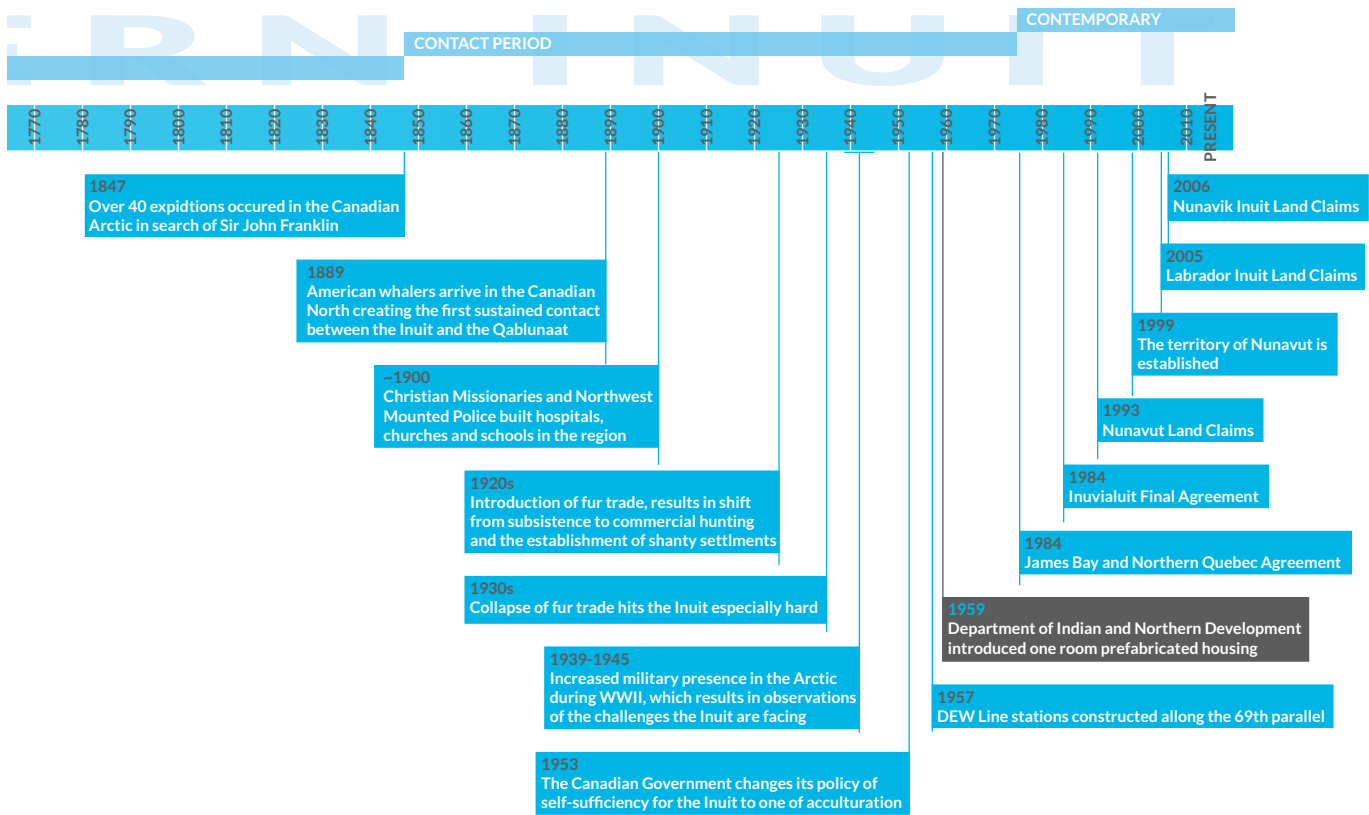 ERN INUIT
CONTEMPORARY
CONTACT PERIOD
1770 1780 1790 1800 1810 1820 1830 1840 1850 1860 1870 1880 1890 1900 1910 1920 1930 1940 1950 1960 1970 1980 1990 2000 2010 PRESENT
1847
Over 40 expidtions occured in the Canadian
Arctic in search of Sir John Franklin
1889
American whalers arrive in the Canadian
North creating the first sustained contact
between the Inuit and the Qablunaat
~1900
Christian Missionaries and Northwest
Mounted Police built hospitals,
churches and schools in the region
1920s
Introduction of fur trade, results in shift
from subsistence to commercial hunting
and the establishment of shanty settlments
1930s
Collapse of fur trade hits the Inuit especially hard
1939-1945
Increased military presence in the Arctic
during WWII, which results in observations
of the challenges the Inuit are facing
1953
The Canadian Government changes its policy of
self-sufficiency for the Inuit to one of acculturation
2006
Nunavik Inuit Land Claims
2005
Labrador Inuit Land Claims
1999
The territory of Nunavut is
established
1993
Nunavut Land Claims
1984
Inuvialuit Final Agreement
1984
James Bay and Northern Quebec Agreement
1959
Department of Indian and Northern Development
introduced one room prefabricated housing
1957
DEW Line stations constructed allong the 69th parallel